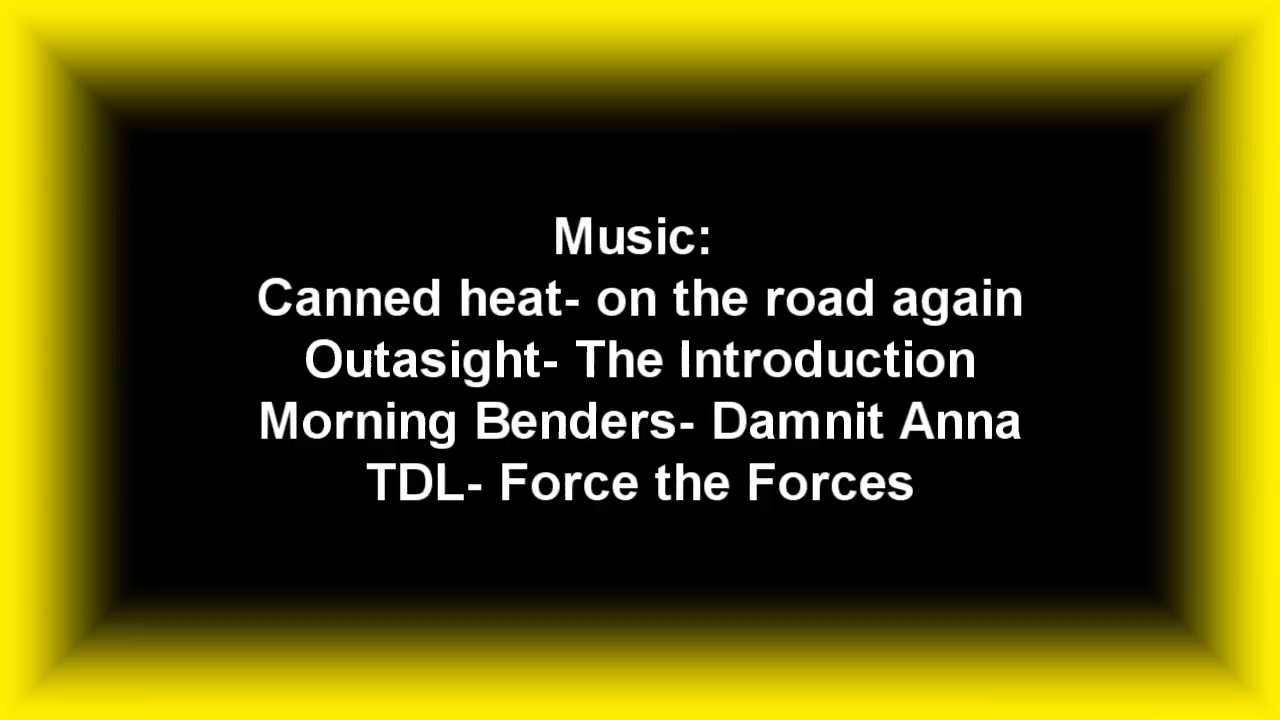 Music:
Canned heat- on the road again
Outasight- The Introduction
Morning Benders- Damnit Anna
TDL- Force the Forces